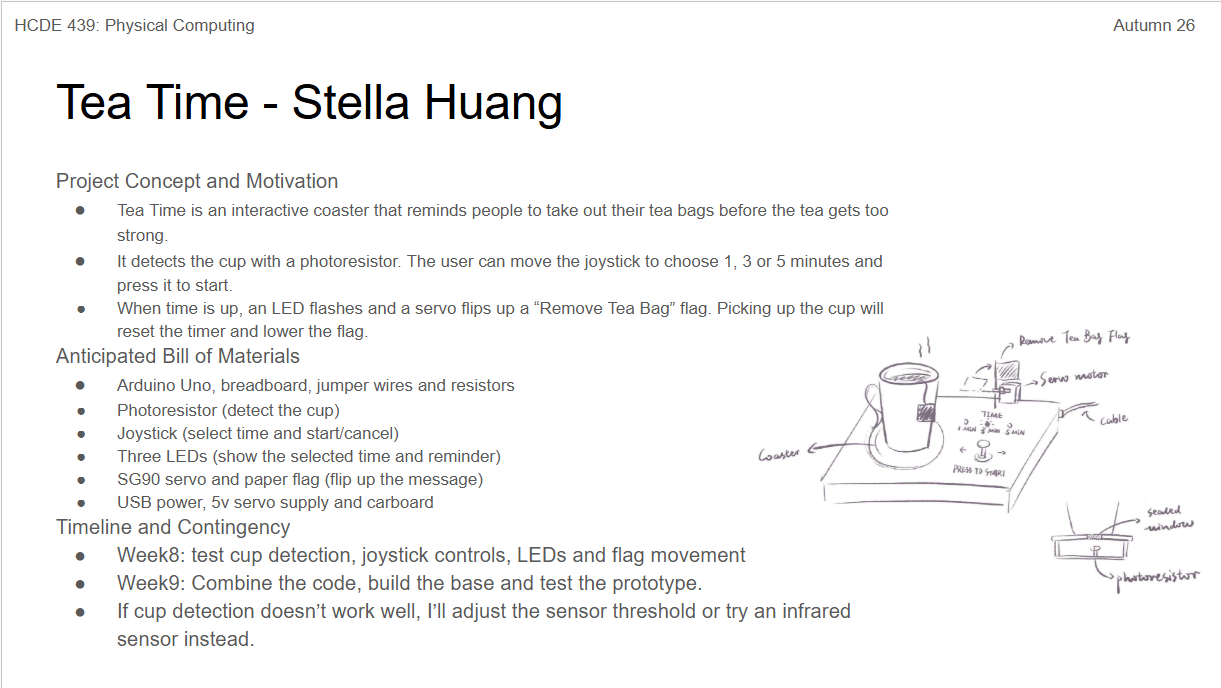 HCDE 439: Physical Computing
Autumn 26
Tea Time - Stella Huang
Project Concept and Motivation
● Tea Time is an interactive coaster that reminds people to take out their tea bags before the tea gets too
strong.
● It detects the cup with a photoresistor. The user can move the joystick to choose 1, 3 or 5 minutes and
press it to start.
● When time is up, an LED flashes and a servo flips up a “Remove Tea Bag” flag. Picking up the cup will
reset the timer and lower the flag.
Anticipated Bill of Materials
● Arduino Uno, breadboard, jumper wires and resistors
● Photoresistor (detect the cup)
● Joystick (select time and start/cancel)
● Three LEDs (show the selected time and reminder)
● SG90 servo and paper flag (flip up the message)
● USB power, 5v servo supply and carboard
Timeline and Contingency
● Week8: test cup detection, joystick controls, LEDs and flag movement
● Week9: Combine the code, build the base and test the prototype.
● If cup detection doesn’t work well, I’ll adjust the sensor threshold or try an infrared
sensor instead.
Remove Tea Bag Flag
Servo motor
cable
TIME
1 MIN 3 MIN 5 MIN
PRESS TO START
Coaster
sealed
window
photoresistor